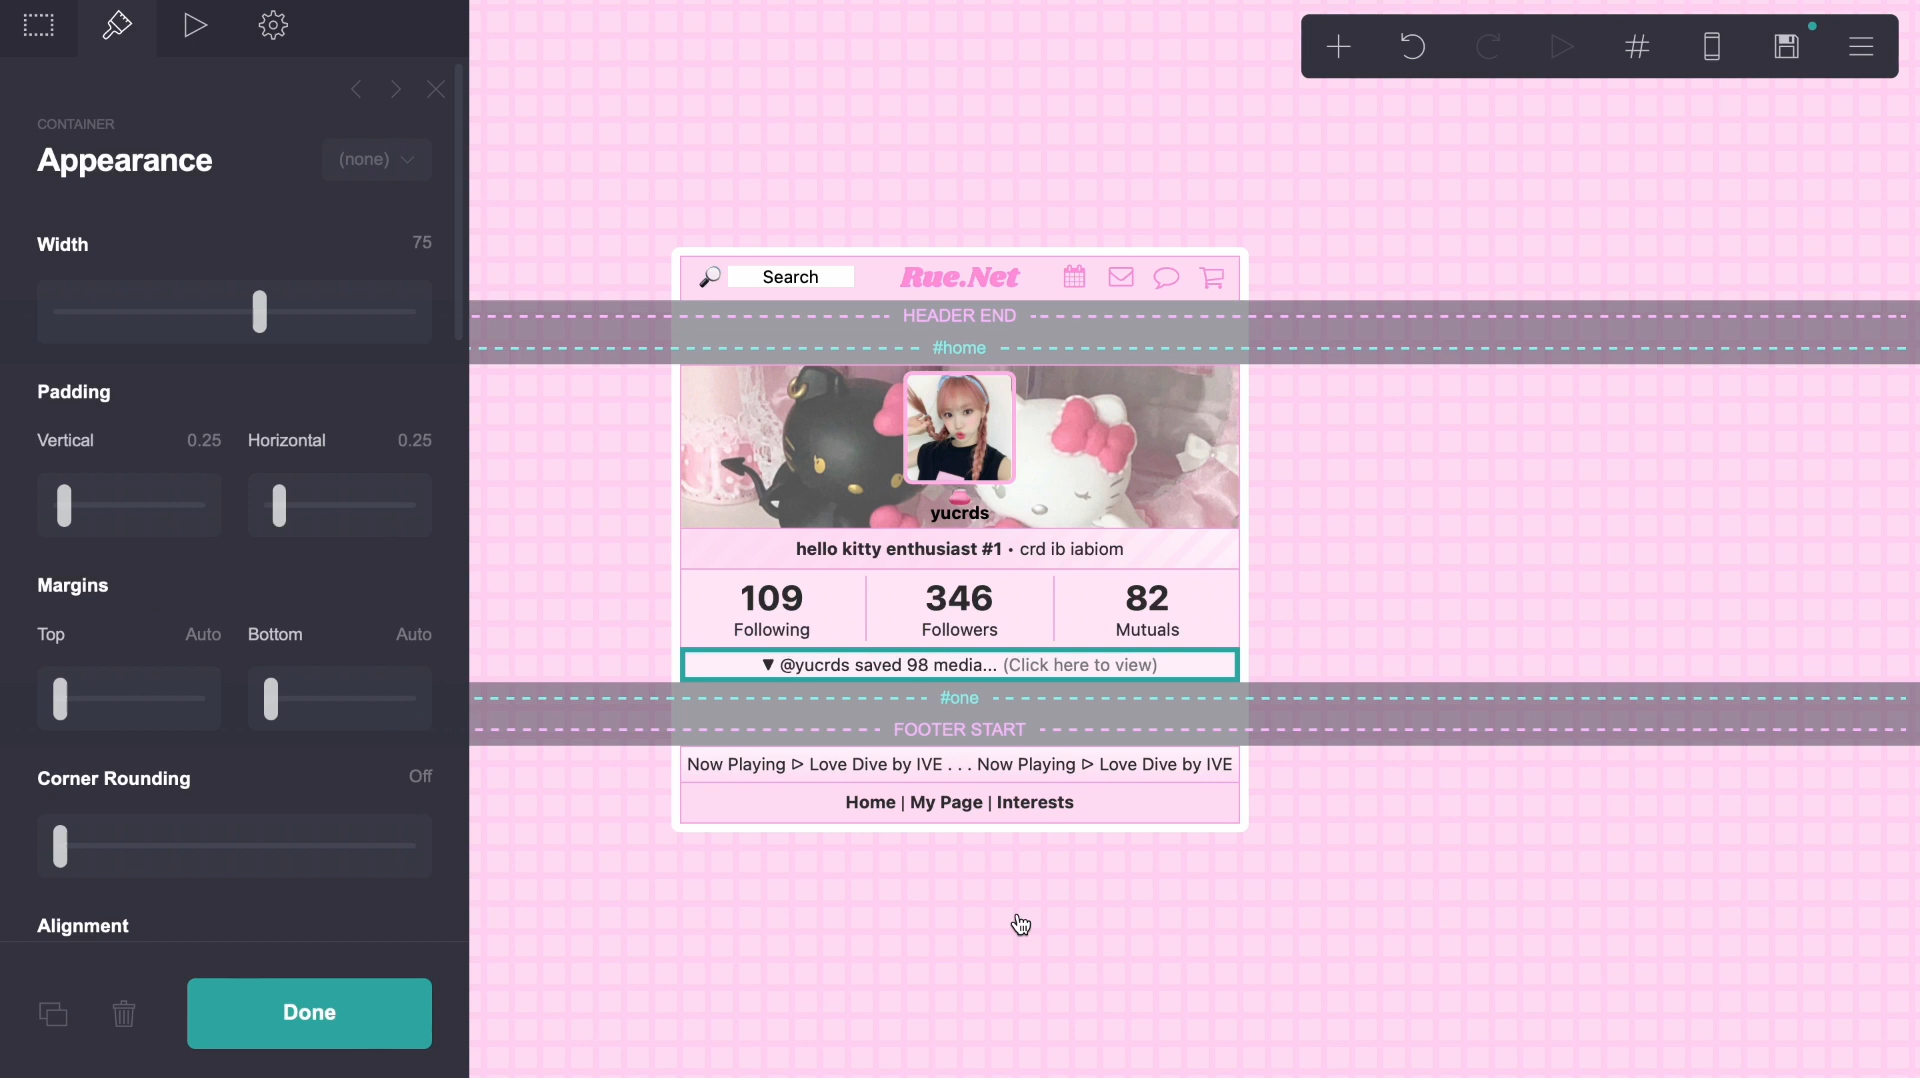 CONTAINER
Appearance
(none)
Width 75
Padding
Vertical 0.25 Horizontal 0.25
Margins
Top Auto Bottom Auto
Corner Rounding Off
Alignment
Done
Search Rue.Net
HEADER END
#home
yucrds
hello kitty enthusiast #1 • crd ib iabiom
109 346 82
Following Followers Mutuals
▼ @yucrds saved 98 media... (Click here to view)
#one
FOOTER START
Now Playing ᐅ Love Dive by IVE . . . Now Playing ᐅ Love Dive by IVE
Home | My Page | Interests